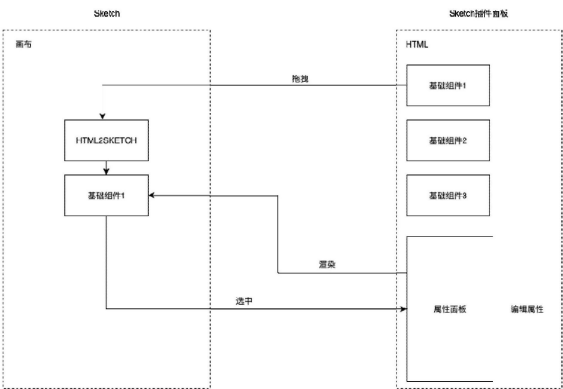 Sketch
Sketch插件面板
画布
HTML
拖拽
基础组件1
HTML2SKETCH
基础组件2
基础组件1
基础组件3
渲染
选中
属性面板
编辑属性